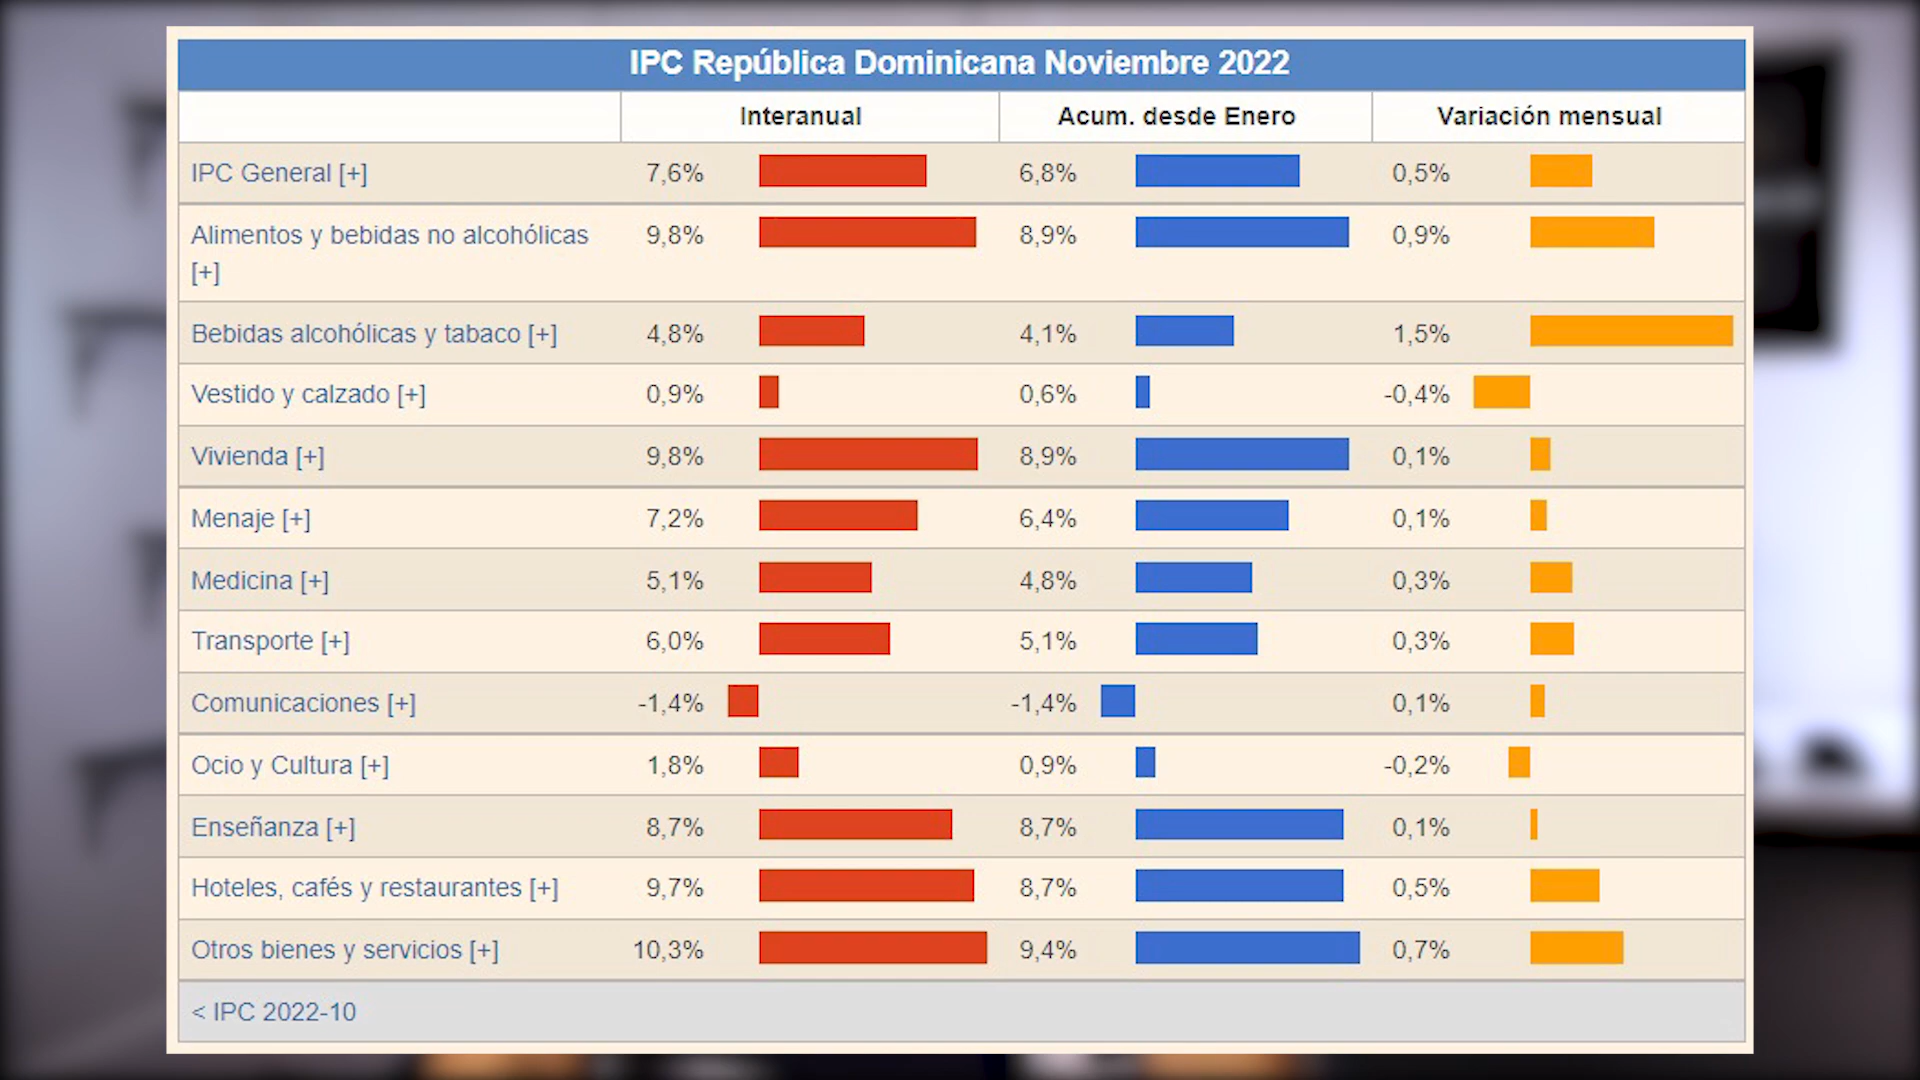 IPC República Dominicana Noviembre 2022
Interanual Acum. desde Enero Variación mensual
IPC General [+] 7,6% 6,8% 0,5%
Alimentos y bebidas no alcohólicas 9,8% 8,9% 0,9%
[+]
Bebidas alcohólicas y tabaco [+] 4,8% 4,1% 1,5%
Vestido y calzado [+] 0,9% 0,6% -0,4%
Vivienda [+] 9,8% 8,9% 0,1%
Menaje [+] 7,2% 6,4% 0,1%
Medicina [+] 5,1% 4,8% 0,3%
Transporte [+] 6,0% 5,1% 0,3%
Comunicaciones [+] -1,4% -1,4% 0,1%
Ocio y Cultura [+] 1,8% 0,9% -0,2%
Enseñanza [+] 8,7% 8,7% 0,1%
Hoteles, cafés y restaurantes [+] 9,7% 8,7% 0,5%
Otros bienes y servicios [+] 10,3% 9,4% 0,7%
< IPC 2022-10